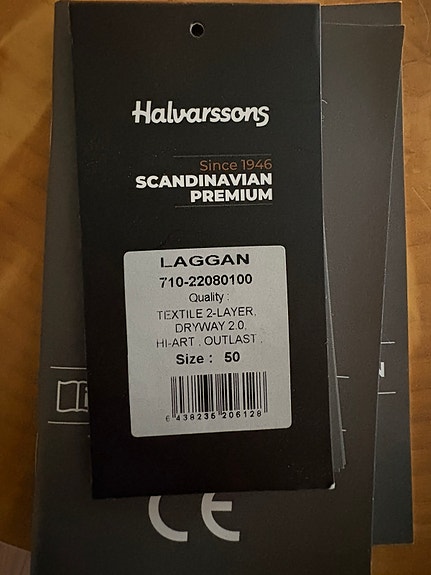 Halvarssons
Since 1946
SCANDINAVIAN
PREMIUM
LAGGAN
710-22080100
Quality :
TEXTILE 2-LAYER,
DRYWAY 2.0,
HI-ART , OUTLAST ,
Size : 50
6 438235 206128
N
i
CE